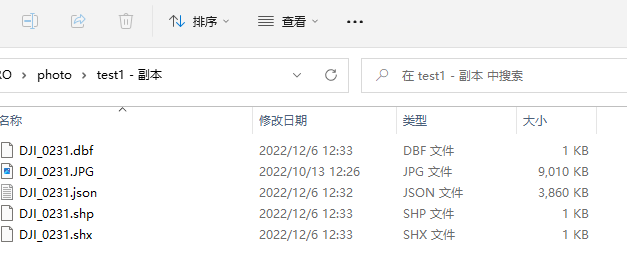 排序 查看
RO > photo > test1 - 副本 在 test1 - 副本 中搜索
名称 修改日期 类型 大小
DJI_0231.dbf 2022/12/6 12:33 DBF 文件 1 KB
DJI_0231.JPG 2022/10/13 12:26 JPG 文件 9,010 KB
DJI_0231.json 2022/12/6 12:32 JSON 文件 3,860 KB
DJI_0231.shp 2022/12/6 12:33 SHP 文件 1 KB
DJI_0231.shx 2022/12/6 12:33 SHX 文件 1 KB